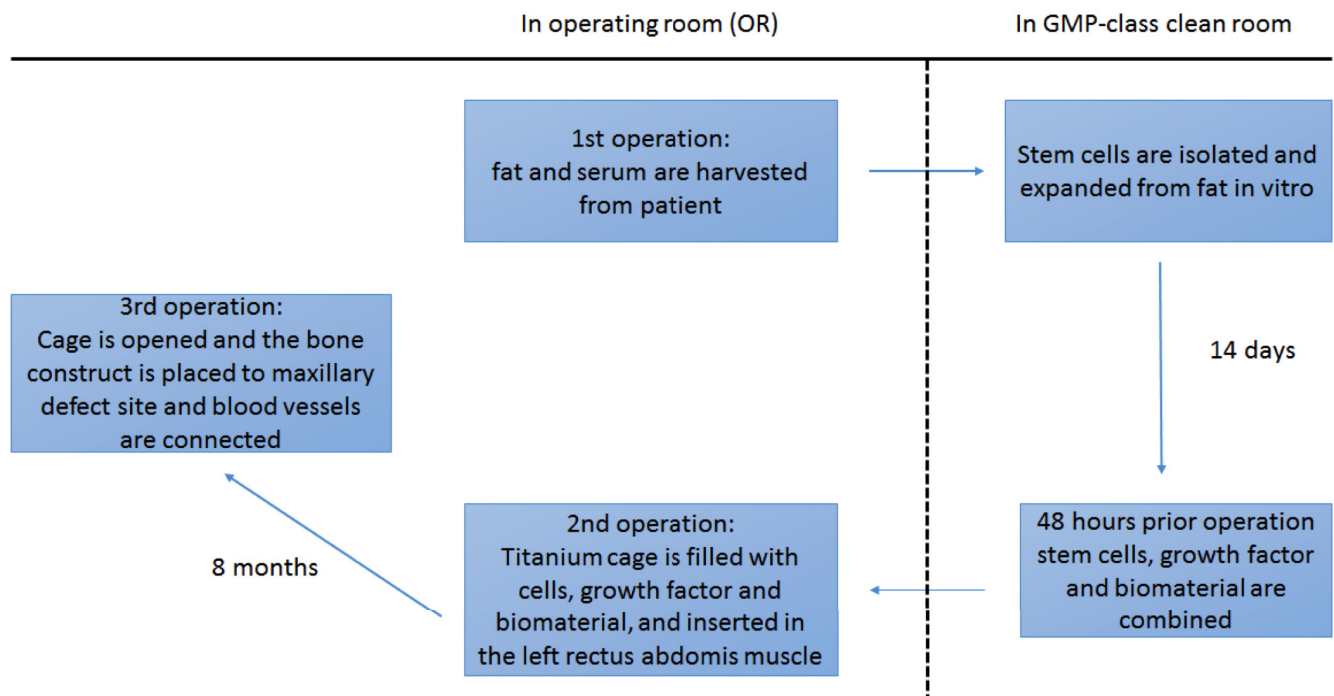 In operating room (OR)
In GMP-class clean room
1st operation:
fat and serum are harvested
from patient
Stem cells are isolated and
expanded from fat in vitro
14 days
48 hours prior operation
stem cells, growth factor
and biomaterial are
combined
2nd operation:
Titanium cage is filled with
cells, growth factor and
biomaterial, and inserted in
the left rectus abdomis muscle
8 months
3rd operation:
Cage is opened and the bone
construct is placed to maxillary
defect site and blood vessels
are connected